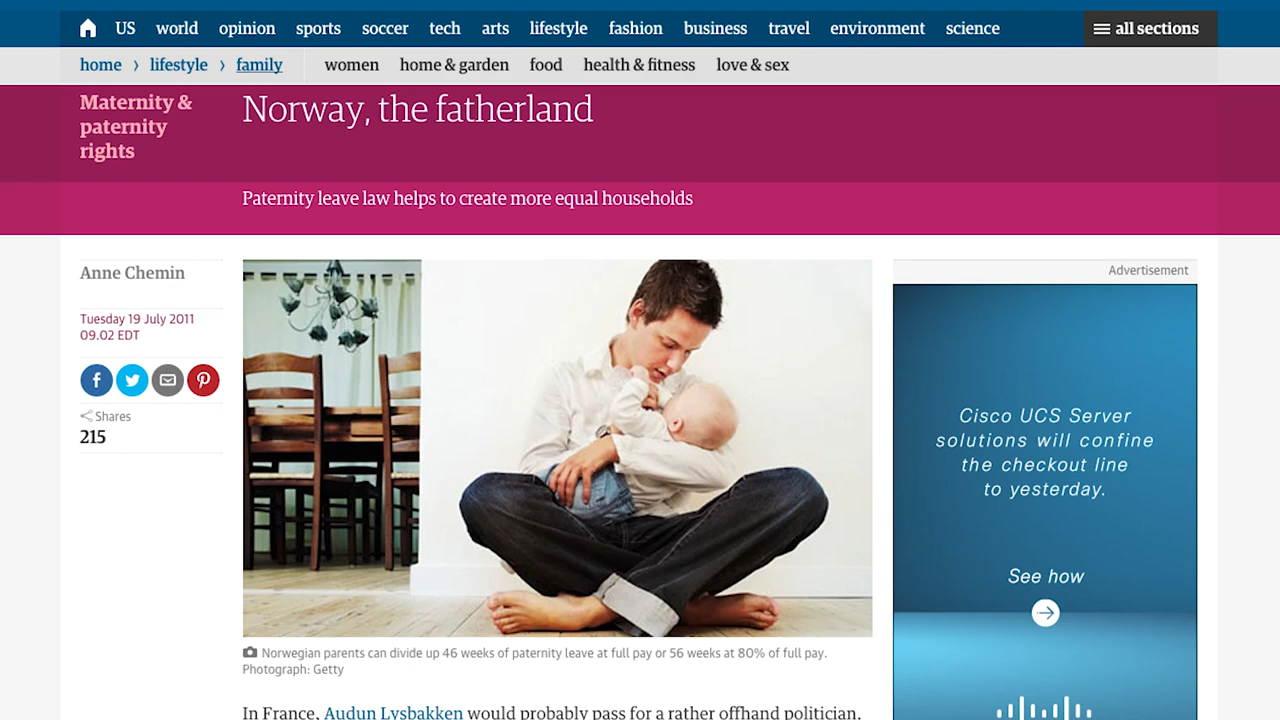 US world opinion sports soccer tech arts lifestyle fashion business travel environment science all sections
home › lifestyle › family women home & garden food health & fitness love & sex
Maternity &
paternity
rights
Norway, the fatherland
Paternity leave law helps to create more equal households
Anne Chemin
Tuesday 19 July 2011
09.02 EDT
Shares
215
Advertisement
Cisco UCS Server
solutions will confine
the checkout line
to yesterday.
See how
Norwegian parents can divide up 46 weeks of paternity leave at full pay or 56 weeks at 80% of full pay.
Photograph: Getty
In France, Audun Lysbakken would probably pass for a rather offhand politician.